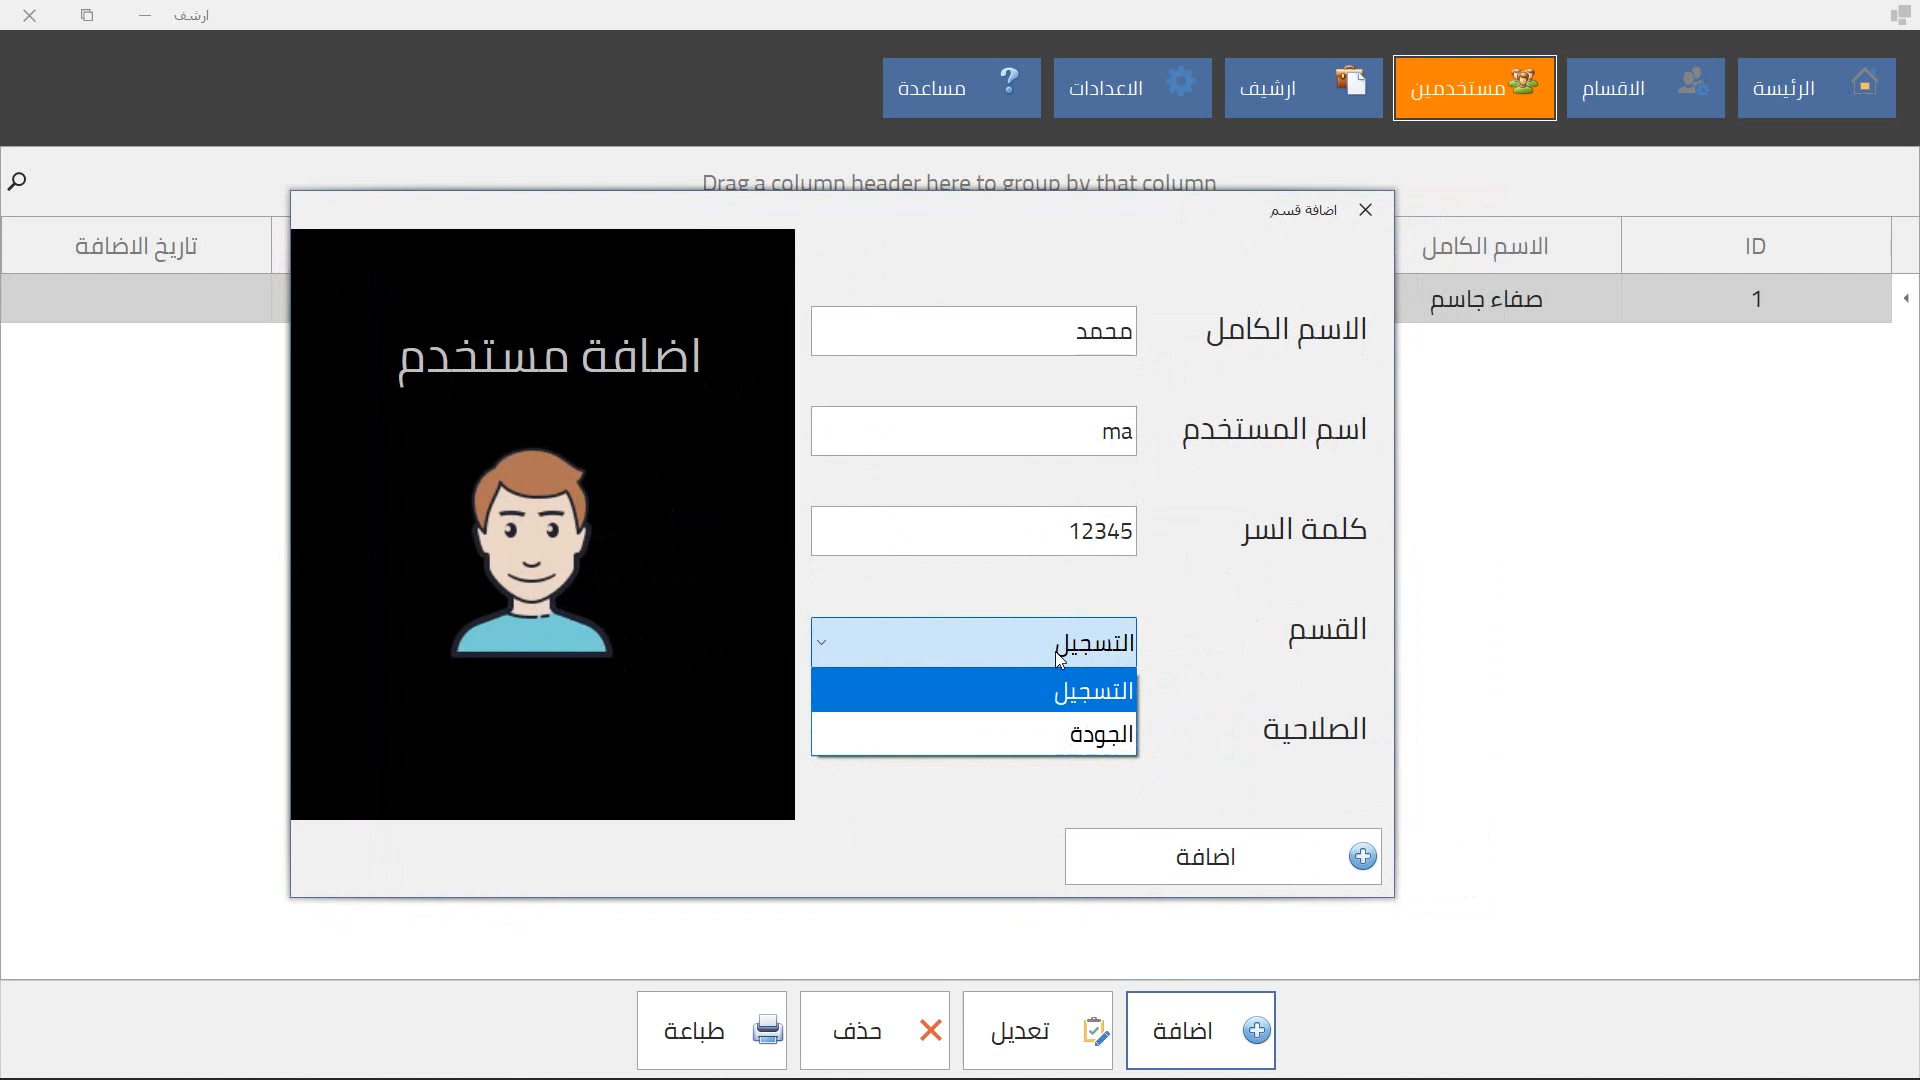 ارشف
الرئيسة
الاقسام
مستخدمين
ارشيف
الاعدادات
مساعدة
Drag a column header here to group by that column
ID
الاسم الكامل
تاريخ الاضافة
1
صفاء جاسم
اضافة قسم
اضافة مستخدم
الاسم الكامل
محمد
اسم المستخدم
ma
كلمة السر
12345
القسم
التسجيل
التسجيل
الجودة
الصلاحية
اضافة
اضافة
تعديل
حذف
طباعة